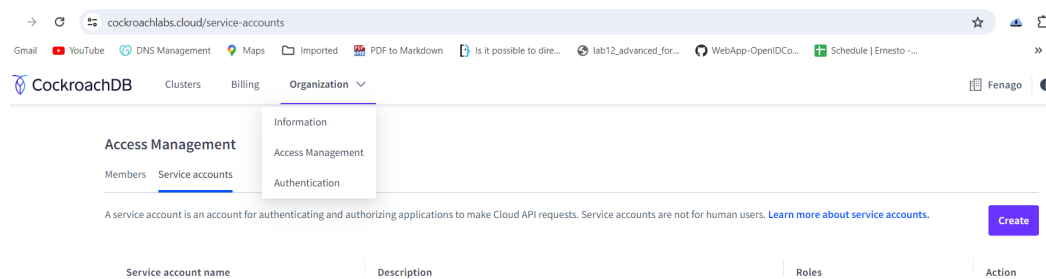 cockroachlabs.cloud/service-accounts
Gmail YouTube DNS Management Maps Imported PDF to Markdown Is it possible to dire... lab12_advanced_for... WebApp-OpenIDCo... Schedule | Ernesto -... »
CockroachDB Clusters Billing Organization Fenago
Information
Access Management
Authentication
Access Management
Members Service accounts
A service account is an account for authenticating and authorizing applications to make Cloud API requests. Service accounts are not for human users. Learn more about service accounts.
Create
Service account name Description Roles Action